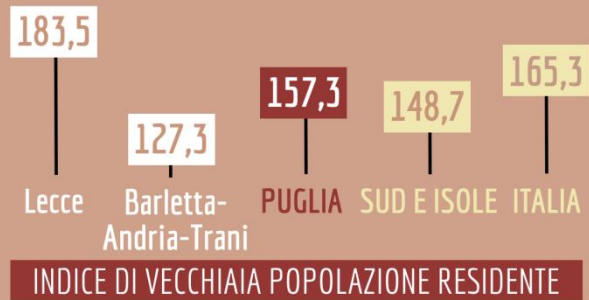 183,5
127,3
157,3
148,7
165,3
Lecce
Barletta-
Andria-Trani
PUGLIA
SUD E ISOLE
ITALIA
INDICE DI VECCHIAIA POPOLAZIONE RESIDENTE